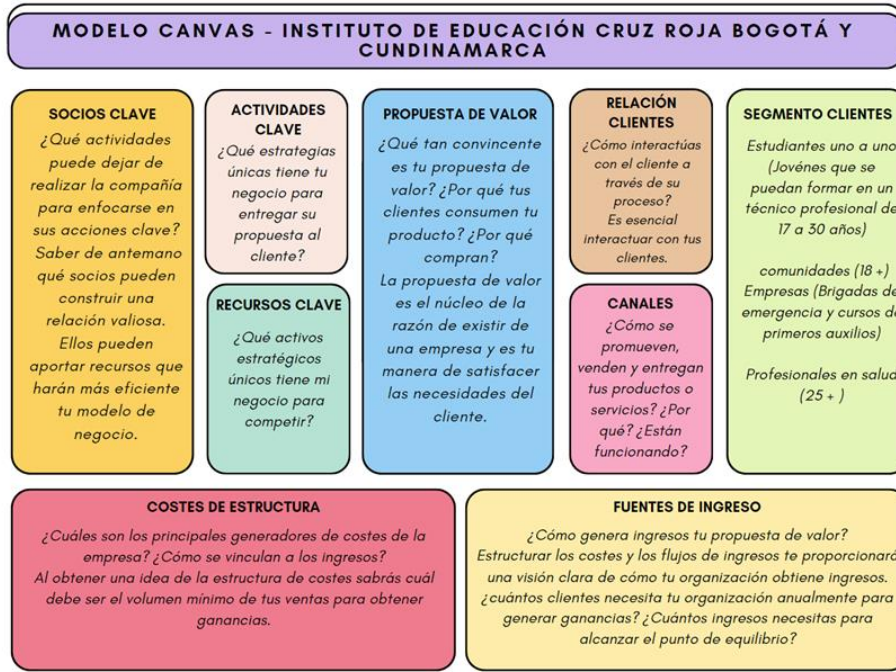 MODELO CANVAS - INSTITUTO DE EDUCACIÓN CRUZ ROJA BOGOTÁ Y
CUNDINAMARCA
SOCIOS CLAVE
¿Qué actividades
puede dejar de
realizar la compañía
para enfocarse en
sus acciones clave?
Saber de antemano
qué socios pueden
construir una
relación valiosa.
Ellos pueden
aportar recursos que
harán más eficiente
tu modelo de
negocio.
ACTIVIDADES
CLAVE
¿Qué estrategias
únicas tiene tu
negocio para
entregar su
propuesta al
cliente?
RECURSOS CLAVE
¿Qué activos
estratégicos
únicos tiene mi
negocio para
competir?
PROPUESTA DE VALOR
¿Qué tan convincente
es tu propuesta de
valor? ¿Por qué tus
clientes consumen tu
producto? ¿Por qué
compran?
La propuesta de valor
es el núcleo de la
razón de existir de
una empresa y es tu
manera de satisfacer
las necesidades del
cliente.
RELACIÓN
CLIENTES
¿Cómo interactúas
con el cliente a
través de su
proceso?
Es esencial
interactuar con tus
clientes.
CANALES
¿Cómo se
promueven,
venden y entregan
tus productos o
servicios? ¿Por
qué? ¿Están
funcionando?
SEGMENTO CLIENTES
Estudiantes uno a uno
(Jovénes que se
puedan formar en un
técnico profesional de
17 a 30 años)
comunidades (18 +)
Empresas (Brigadas de
emergencia y cursos de
primeros auxilios)
Profesionales en salud
(25 + )
COSTES DE ESTRUCTURA
¿Cuáles son los principales generadores de costes de la
empresa? ¿Cómo se vinculan a los ingresos?
Al obtener una idea de la estructura de costes sabrás cuál
debe ser el volumen mínimo de tus ventas para obtener
ganancias.
FUENTES DE INGRESO
¿Cómo genera ingresos tu propuesta de valor?
Estructurar los costes y los flujos de ingresos te proporcionará
una visión clara de cómo tu organización obtiene ingresos.
¿cuántos clientes necesita tu organización anualmente para
generar ganancias? ¿Cuántos ingresos necesitas para
alcanzar el punto de equilibrio?